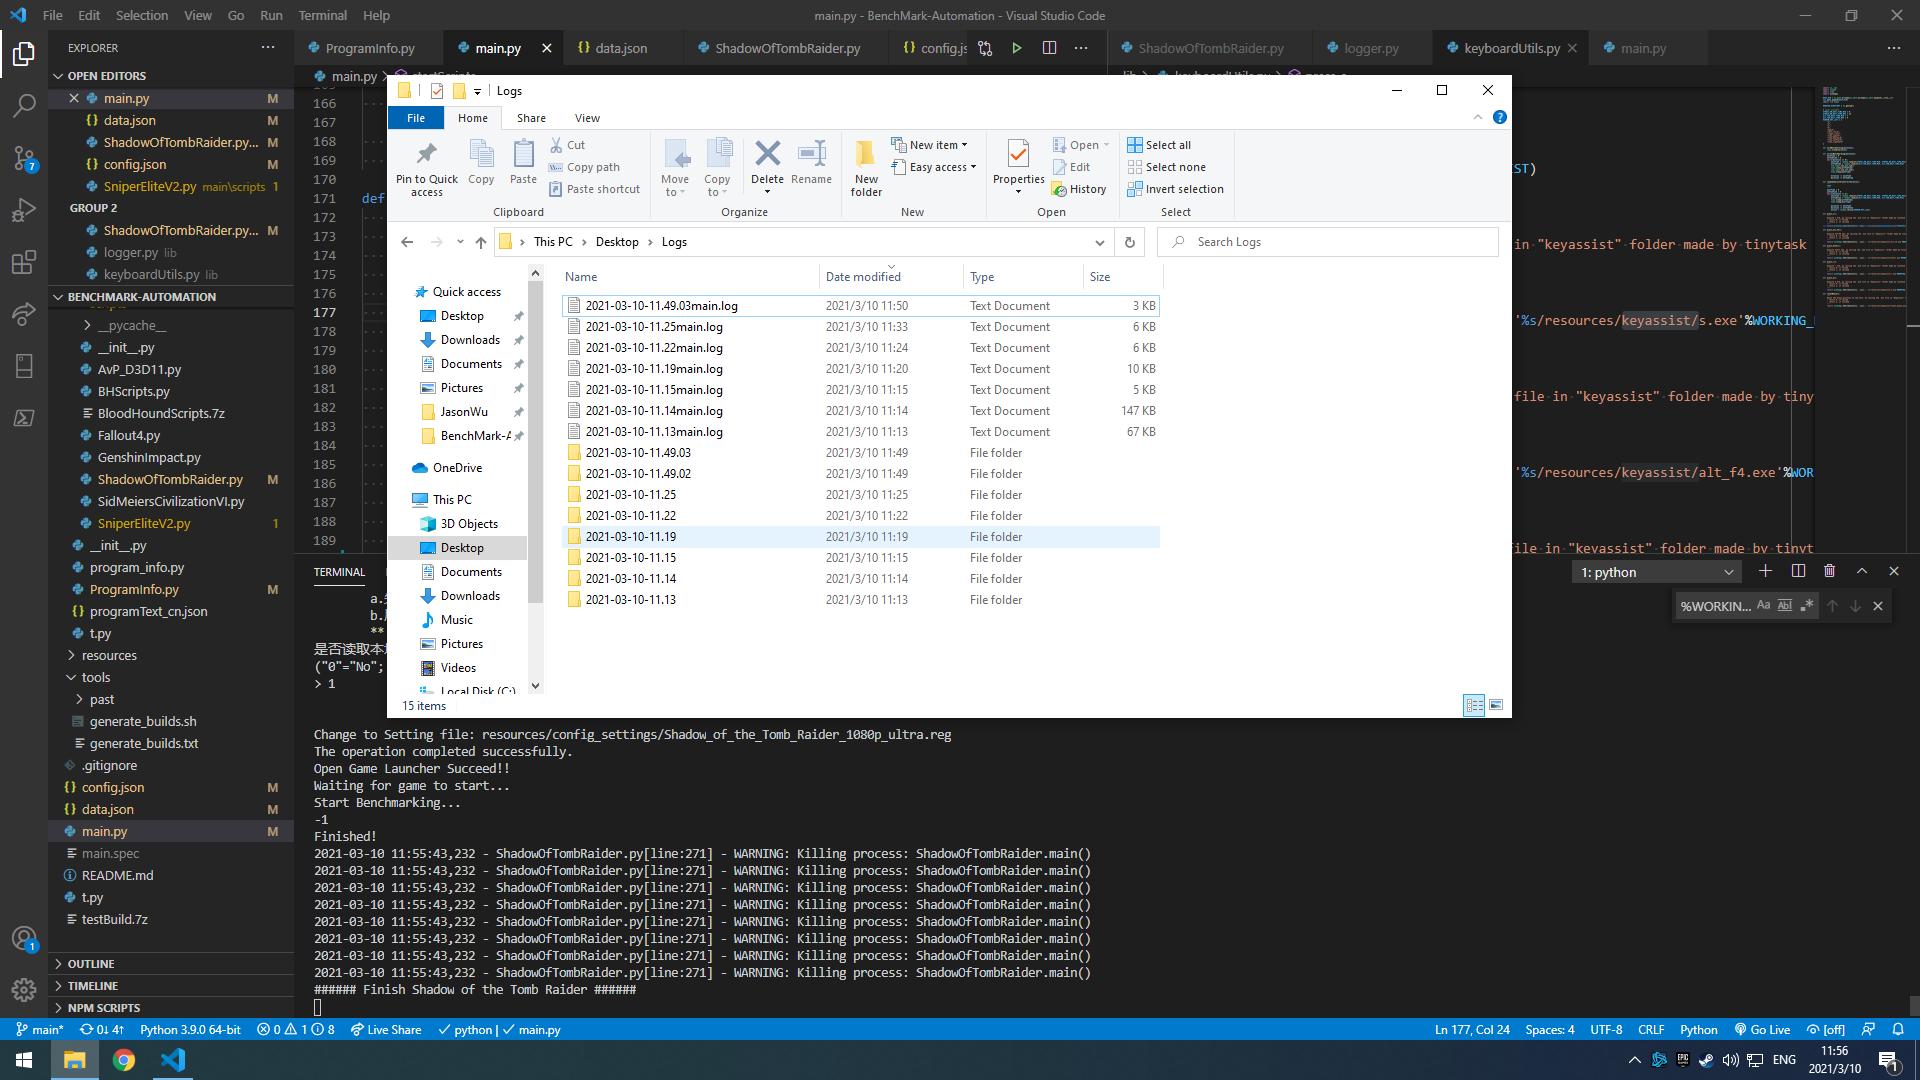 File Edit Selection View Go Run Terminal Help
main.py - BenchMark-Automation - Visual Studio Code
EXPLORER
OPEN EDITORS
main.py M
data.json M
ShadowOfTombRaider.py... M
config.json M
SniperEliteV2.py main\scripts 1
GROUP 2
ShadowOfTombRaider.py... M
logger.py lib
keyboardUtils.py lib
BENCHMARK-AUTOMATION
__pycache__
__init__.py
AvP_D3D11.py
BHScripts.py
BloodHoundScripts.7z
Fallout4.py
GenshinImpact.py
ShadowOfTombRaider.py M
SidMeiersCivilizationVI.py
SniperEliteV2.py 1
__init__.py
program_info.py
ProgramInfo.py M
programText_cn.json
t.py
resources
tools
past
generate_builds.sh
generate_builds.txt
.gitignore
config.json M
data.json M
main.py M
main.spec
README.md
t.py
testBuild.7z
OUTLINE
TIMELINE
NPM SCRIPTS
7
1
ProgramInfo.py main.py data.json ShadowOfTombRaider.py config.js
ShadowOfTombRaider.py logger.py keyboardUtils.py main.py
main.py
166
167
168
169
170
171 def
172
173
174
175
176
177
178
179
180
181
182
183
184
185
186
187
188
189
ST)
in "keyassist" folder made by tinytask
'%s/resources/keyassist/s.exe'%WORKING_
file in "keyassist" folder made by tiny
'%s/resources/keyassist/alt_f4.exe'%WOR
file in "keyassist" folder made by tinyt
Logs
File Home Share View
Pin to Quick access
Copy
Paste
Cut
Copy path
Paste shortcut
Clipboard
Move to
Copy to
Delete
Rename
Organize
New folder
New item
Easy access
New
Properties
Open
Edit
History
Open
Select all
Select none
Invert selection
Select
This PC Desktop Logs
Search Logs
Quick access
Desktop
Downloads
Documents
Pictures
JasonWu
BenchMark-A
OneDrive
This PC
3D Objects
Desktop
Documents
Downloads
Music
Pictures
Videos
Local Disk (C:)
Name Date modified Type Size
2021-03-10-11.49.03main.log 2021/3/10 11:50 Text Document 3 KB
2021-03-10-11.25main.log 2021/3/10 11:33 Text Document 6 KB
2021-03-10-11.22main.log 2021/3/10 11:24 Text Document 6 KB
2021-03-10-11.19main.log 2021/3/10 11:20 Text Document 10 KB
2021-03-10-11.15main.log 2021/3/10 11:15 Text Document 5 KB
2021-03-10-11.14main.log 2021/3/10 11:14 Text Document 147 KB
2021-03-10-11.13main.log 2021/3/10 11:13 Text Document 67 KB
2021-03-10-11.49.03 2021/3/10 11:49 File folder
2021-03-10-11.49.02 2021/3/10 11:49 File folder
2021-03-10-11.25 2021/3/10 11:25 File folder
2021-03-10-11.22 2021/3/10 11:22 File folder
2021-03-10-11.19 2021/3/10 11:19 File folder
2021-03-10-11.15 2021/3/10 11:15 File folder
2021-03-10-11.14 2021/3/10 11:14 File folder
2021-03-10-11.13 2021/3/10 11:13 File folder
15 items
TERMINAL
1: python
%WORKIN... Aa Abl
a.
b.
**
是否读取本
("0"="No";
> 1
Change to Setting file: resources/config_settings/Shadow_of_the_Tomb_Raider_1080p_ultra.reg
The operation completed successfully.
Open Game Launcher Succeed!!
Waiting for game to start...
Start Benchmarking...
-1
Finished!
2021-03-10 11:55:43,232 - ShadowOfTombRaider.py[line:271] - WARNING: Killing process: ShadowOfTombRaider.main()
2021-03-10 11:55:43,232 - ShadowOfTombRaider.py[line:271] - WARNING: Killing process: ShadowOfTombRaider.main()
2021-03-10 11:55:43,232 - ShadowOfTombRaider.py[line:271] - WARNING: Killing process: ShadowOfTombRaider.main()
2021-03-10 11:55:43,232 - ShadowOfTombRaider.py[line:271] - WARNING: Killing process: ShadowOfTombRaider.main()
2021-03-10 11:55:43,232 - ShadowOfTombRaider.py[line:271] - WARNING: Killing process: ShadowOfTombRaider.main()
2021-03-10 11:55:43,232 - ShadowOfTombRaider.py[line:271] - WARNING: Killing process: ShadowOfTombRaider.main()
2021-03-10 11:55:43,232 - ShadowOfTombRaider.py[line:271] - WARNING: Killing process: ShadowOfTombRaider.main()
2021-03-10 11:55:43,232 - ShadowOfTombRaider.py[line:271] - WARNING: Killing process: ShadowOfTombRaider.main()
###### Finish Shadow of the Tomb Raider ######
main* 0↓ 4↑ Python 3.9.0 64-bit 0 1 8 Live Share python | main.py
Ln 177, Col 24 Spaces: 4 UTF-8 CRLF Python Go Live [off]
ENG
11:56
2021/3/10
1